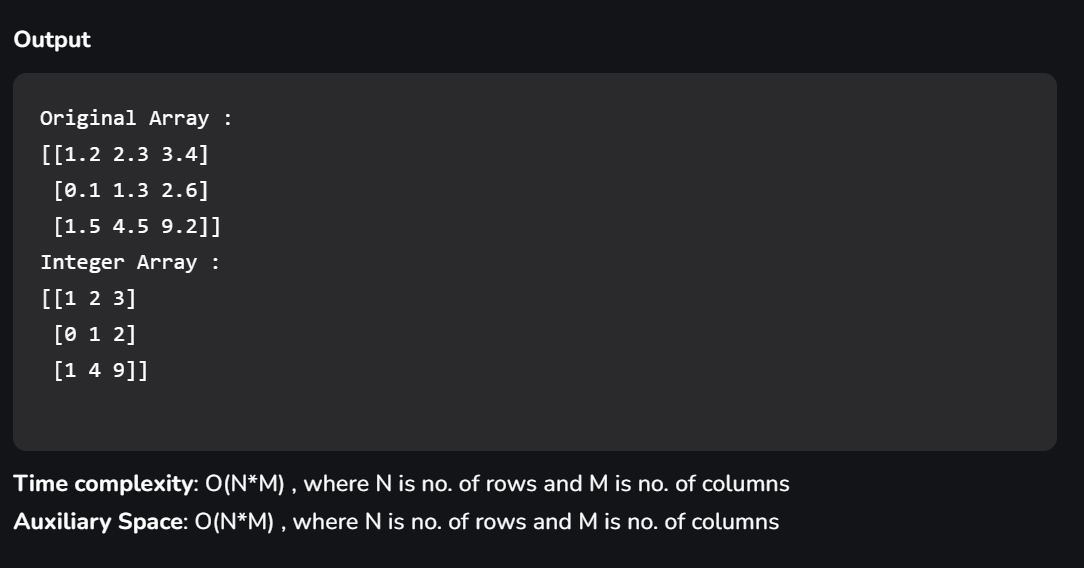 Output
Original Array :
[[1.2 2.3 3.4]
 [0.1 1.3 2.6]
 [1.5 4.5 9.2]]
Integer Array :
[[1 2 3]
 [0 1 2]
 [1 4 9]]
Time complexity: O(N*M) , where N is no. of rows and M is no. of columns
Auxiliary Space: O(N*M) , where N is no. of rows and M is no. of columns